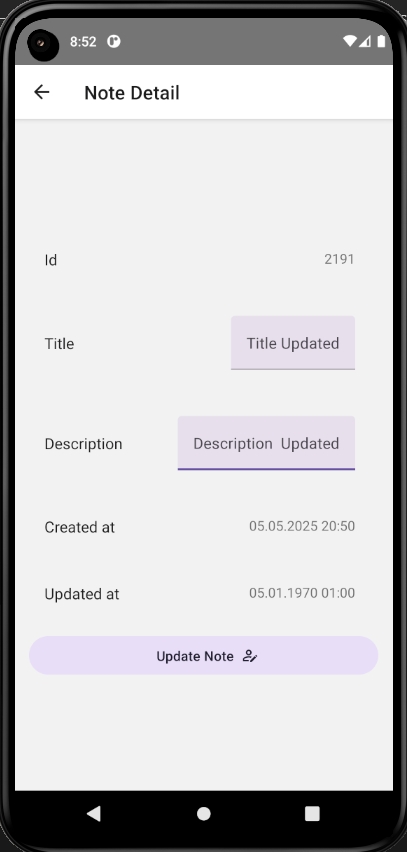 8:52
Note Detail
Id 2191
Title Title Updated
Description Description  Updated
Created at 05.05.2025 20:50
Updated at 05.01.1970 01:00
Update Note